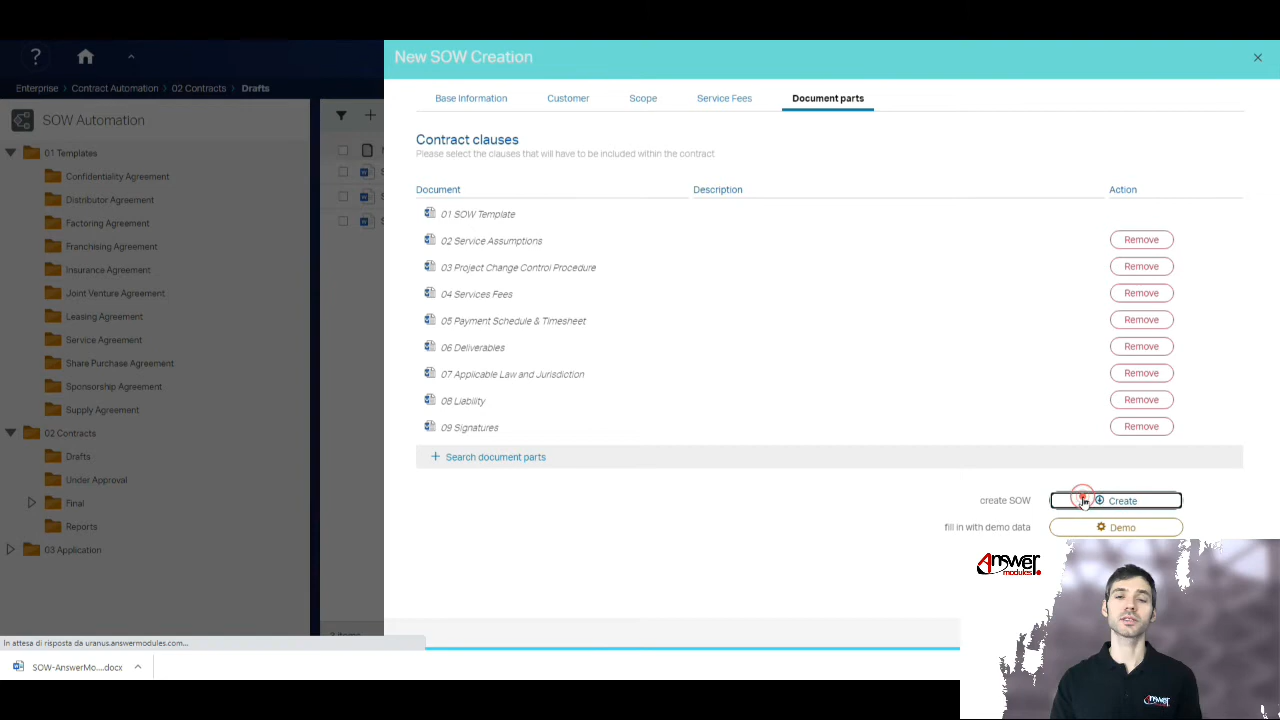 New SOW Creation
Enterprise > Contract Automation > 02 Contracts > Drafts
Base Information Customer Scope Service Fees Document parts
SOW Automation
01 Templates
Confidentiality Agreement
Distributor Agreement
Factoring Agreement
Franchising Agreement
Insurance Agreement
Joint Venture Agreement
Leasing Agreement
Service Agreement
Share Purchase Agreement
Sponsorship Agreement
Supply Agreement
02 Contracts
Drafts
Under Approval
Final
Reports
03 Application
Contract clauses
Please select the clauses that will have to be included within the contract
Document Description Action
01 SOW Template
02 Service Assumptions Remove
03 Project Change Control Procedure Remove
04 Services Fees Remove
05 Payment Schedule & Timesheet Remove
06 Deliverables Remove
07 Applicable Law and Jurisdiction Remove
08 Liability Remove
09 Signatures Remove
+ Search document parts
create SOW Create
fill in with demo data Demo
Answer
modules
In attesa di risposta da uranus.answermodules.com...
SOW-AnswerMo....docx